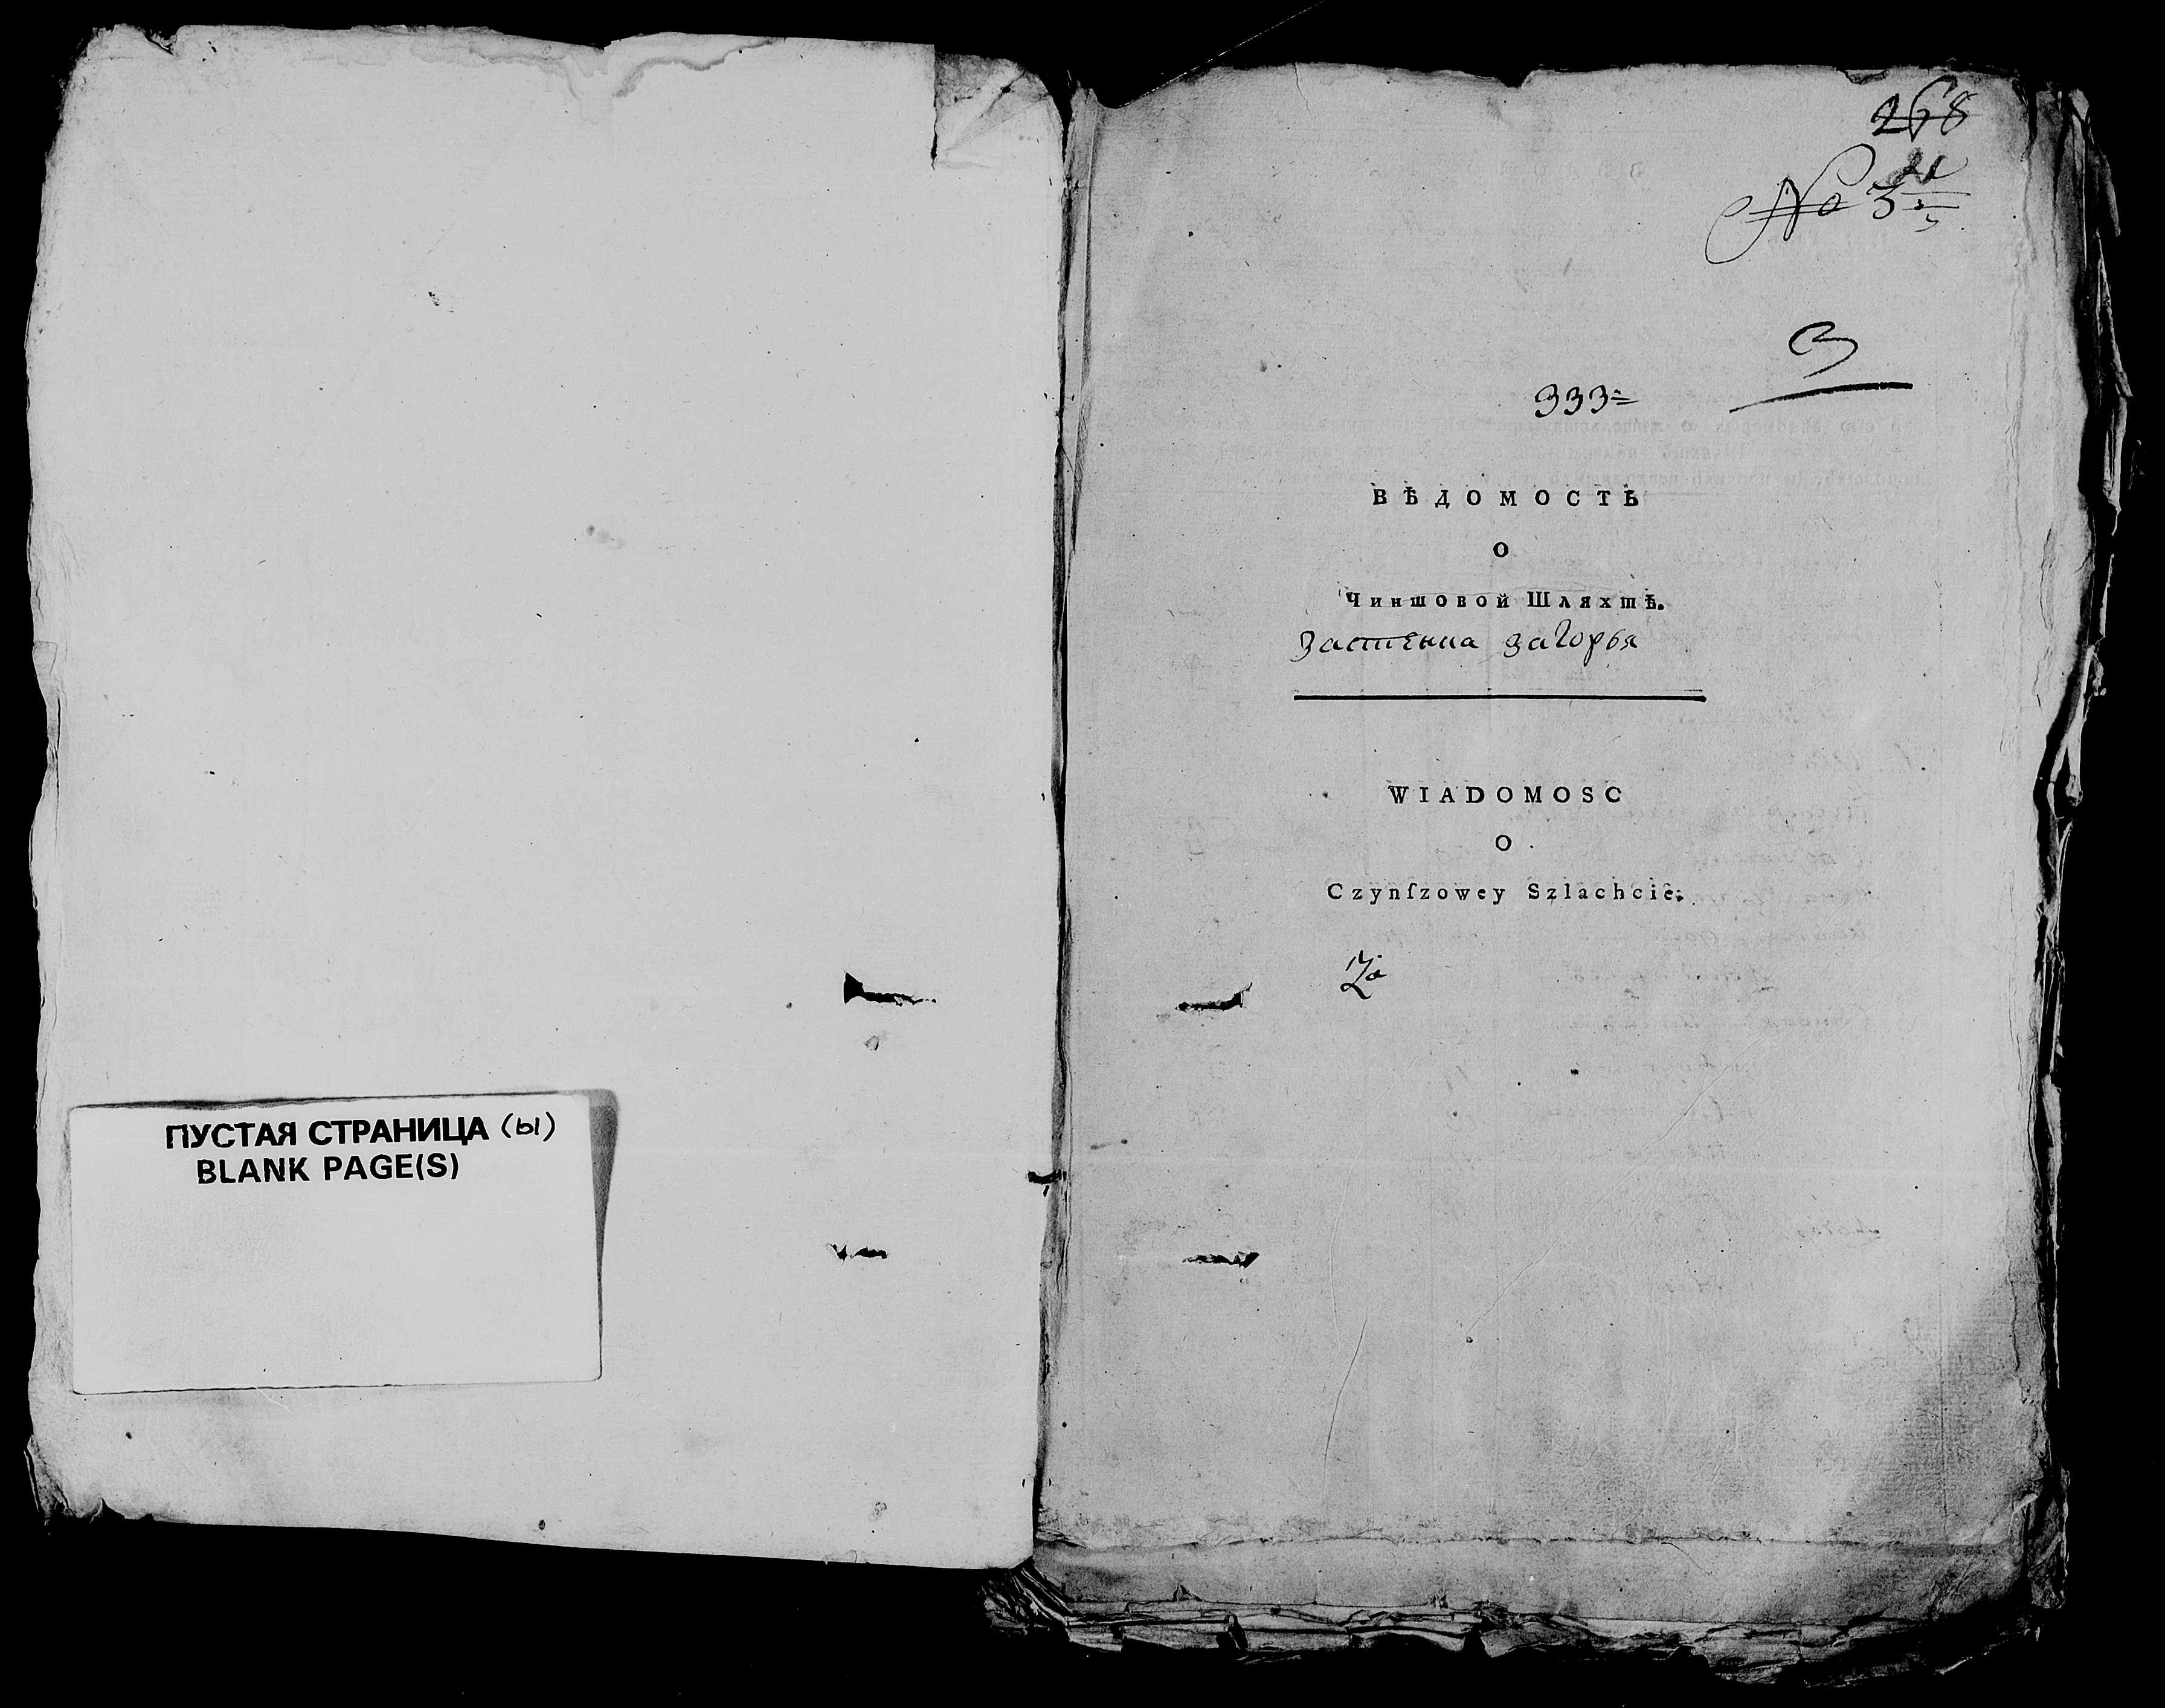 ПУСТАЯ СТРАНИЦА (ы)
BLANK PAGE(S)
268
No 3
3
333=
ВѢДОМОСТЬ
О
Чиншовой Шляхтѣ.
Застенка Загорья
WIADOMOSC
O
Czynſzowey Szlachcie.